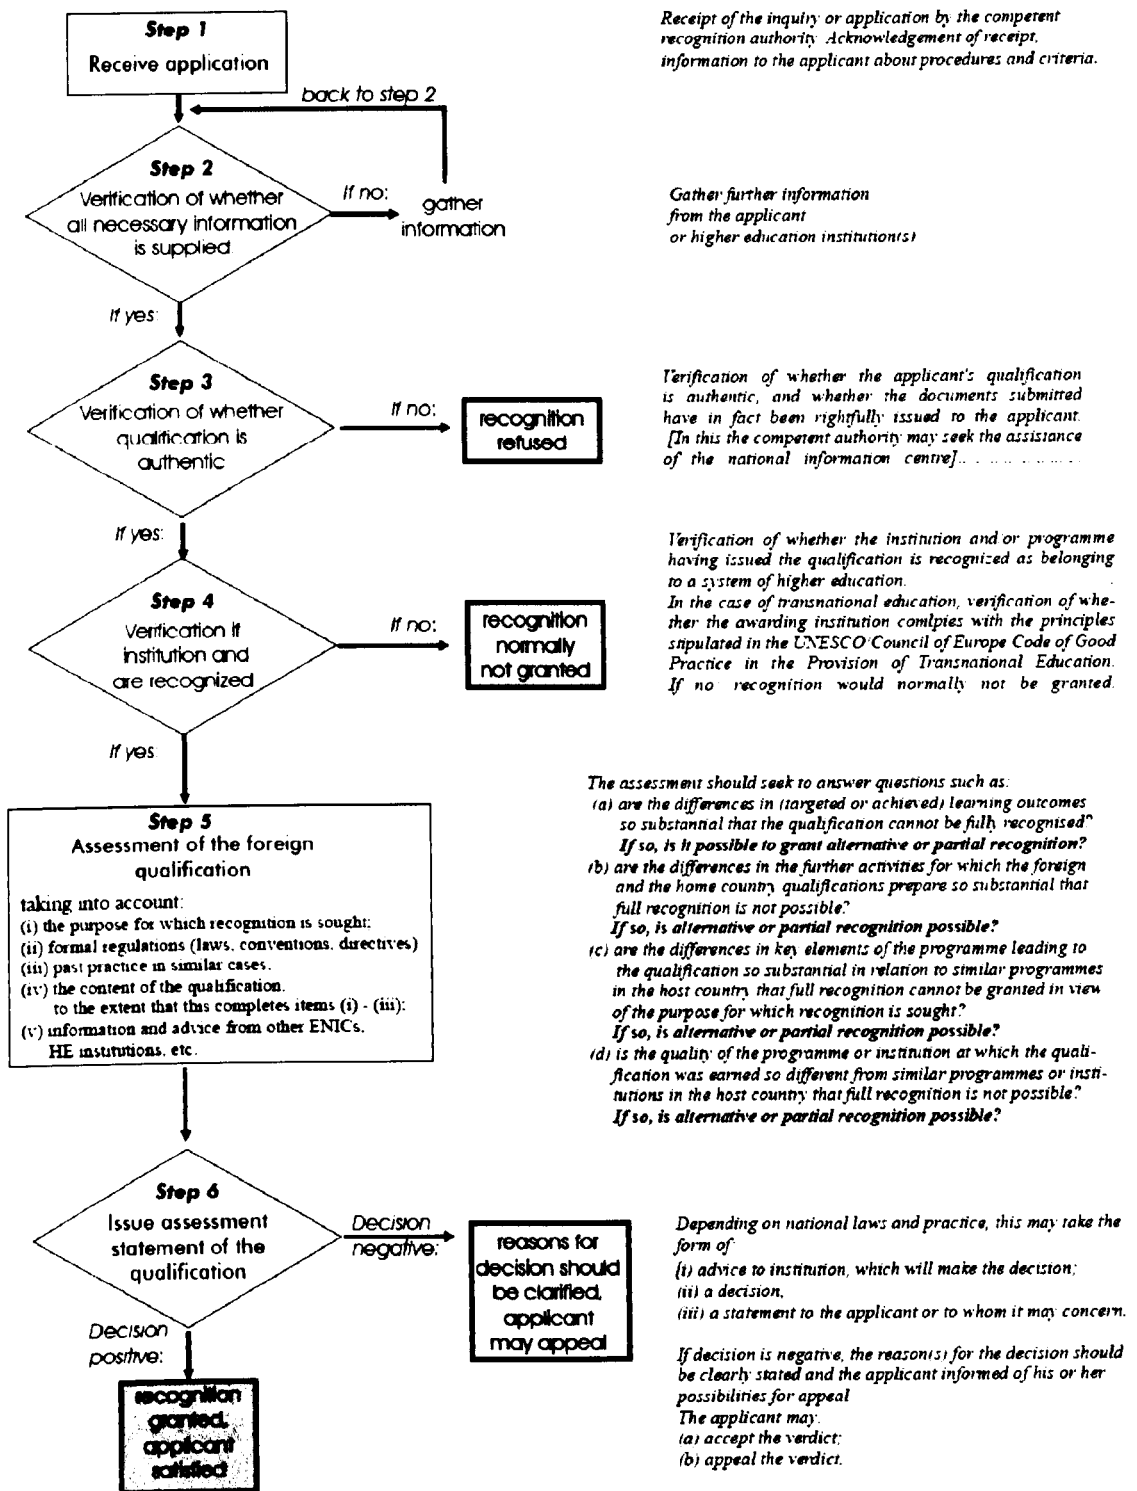 Step 1
Receive application
Receipt of the inquiry or application by the competent
recognition authority. Acknowledgement of receipt,
information to the applicant about procedures and criteria.
back to step 2
Step 2
Verification of whether
all necessary information
is supplied
If no:
gather
information
Gather further information
from the applicant
or higher education institution(s)
If yes:
Step 3
Verification of whether
qualification is
authentic
If no:
recognition
refused
Verification of whether the applicant's qualification
is authentic, and whether the documents submitted
have in fact been rightfully issued to the applicant.
[In this the competent authority may seek the assistance
of the national information centre]....................
If yes:
Step 4
Verification if
institution and
are recognized
If no:
recognition
normally
not granted
Verification of whether the institution and/or programme
having issued the qualification is recognized as belonging
to a system of higher education.
In the case of transnational education, verification of whe-
ther the awarding institution comlpies with the principles
stipulated in the UNESCO/Council of Europe Code of Good
Practice in the Provision of Transnational Education.
If no recognition would normally not be granted.
If yes:
Step 5
Assessment of the foreign
qualification
taking into account:
(i) the purpose for which recognition is sought;
(ii) formal regulations (laws, conventions, directives)
(iii) past practice in similar cases.
(iv) the content of the qualification.
to the extent that this completes items (i) - (iii);
(v) information and advice from other ENICs,
HE institutions, etc.
The assessment should seek to answer questions such as:
(a) are the differences in (targeted or achieved) learning outcomes
so substantial that the qualification cannot be fully recognised?
If so, is it possible to grant alternative or partial recognition?
(b) are the differences in the further activities for which the foreign
and the home country qualifications prepare so substantial that
full recognition is not possible?
If so, is alternative or partial recognition possible?
(c) are the differences in key elements of the programme leading to
the qualification so substantial in relation to similar programmes
in the host country that full recognition cannot be granted in view
of the purpose for which recognition is sought?
If so, is alternative or partial recognition possible?
(d) is the quality of the programme or institution at which the quali-
fication was earned so different from similar programmes or insti-
tutions in the host country that full recognition is not possible?
If so, is alternative or partial recognition possible?
Step 6
Issue assessment
statement of the
qualification
Decision
negative:
reasons for
decision should
be clarified,
applicant
may appeal
Depending on national laws and practice, this may take the
form of
(i) advice to institution, which will make the decision;
(ii) a decision,
(iii) a statement to the applicant or to whom it may concern.
If decision is negative, the reason(s) for the decision should
be clearly stated and the applicant informed of his or her
possibilities for appeal
The applicant may:
(a) accept the verdict;
(b) appeal the verdict.
Decision
positive:
recognition
granted,
applicant
satisfied